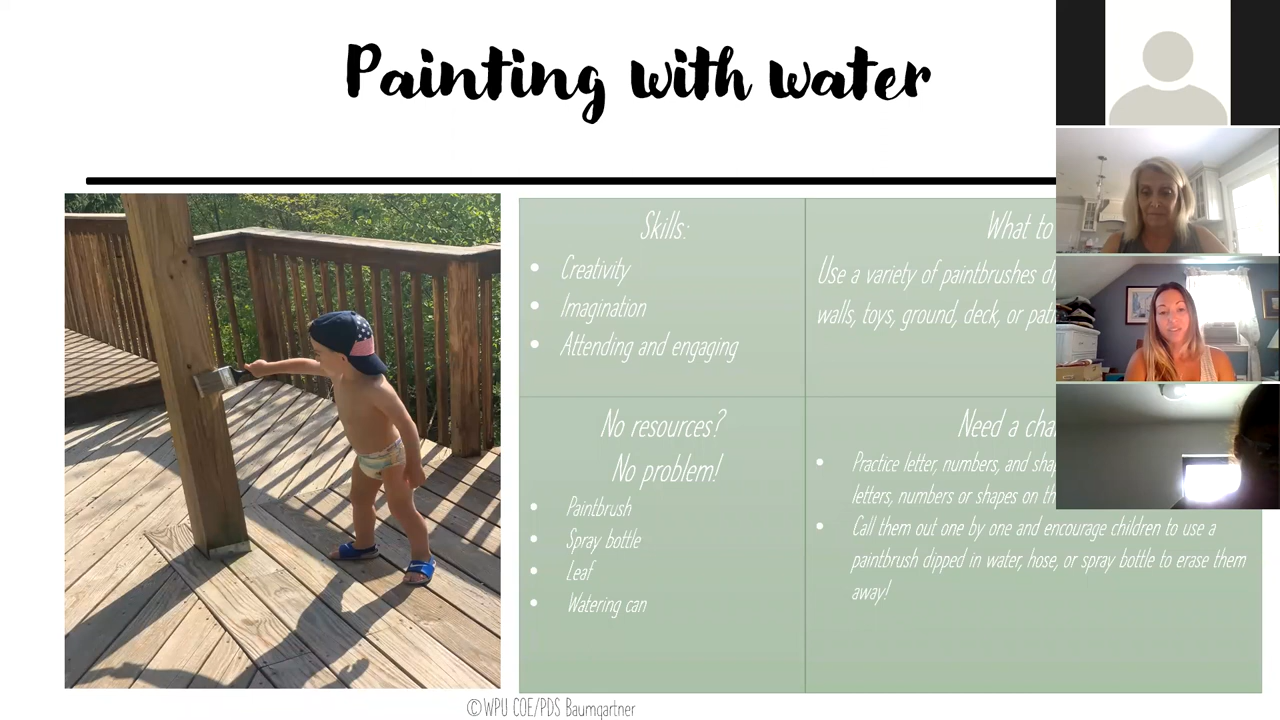 Painting with water
Skills:
Creativity
Imagination
Attending and engaging
What to
Use a variety of paintbrushes
walls, toys, ground, deck, or
No resources?
No problem!
Paintbrush
Spray bottle
Leaf
Watering can
Need a
Practice letter, numbers, and
letters, numbers or shapes on
Call them out one by one and encourage children to use a
paintbrush dipped in water, hose, or spray bottle to erase them
away!
©WPU COE/PDS Baumgartner